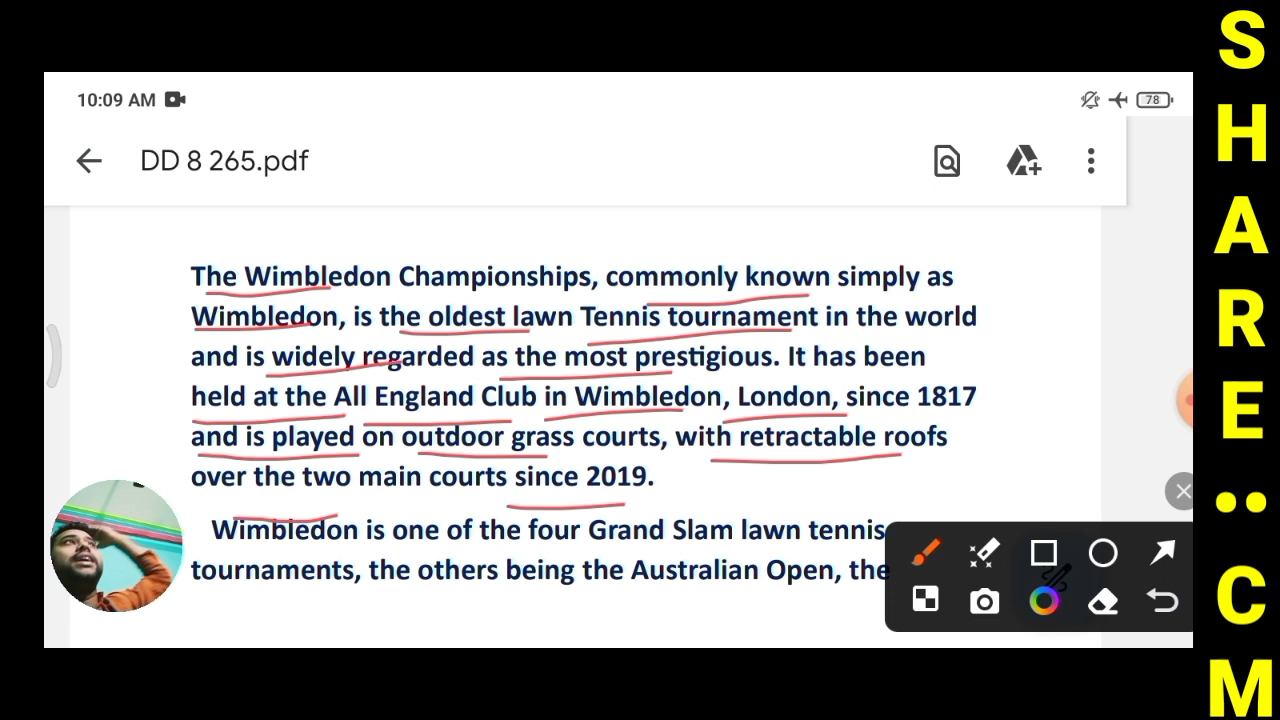 10:09 AM
78
DD 8 265.pdf
The Wimbledon Championships, commonly known simply as
Wimbledon, is the oldest lawn Tennis tournament in the world
and is widely regarded as the most prestigious. It has been
held at the All England Club in Wimbledon, London, since 1817
and is played on outdoor grass courts, with retractable roofs
over the two main courts since 2019.
Wimbledon is one of the four Grand Slam lawn tennis
tournaments, the others being the Australian Open, the
SHARE..CM